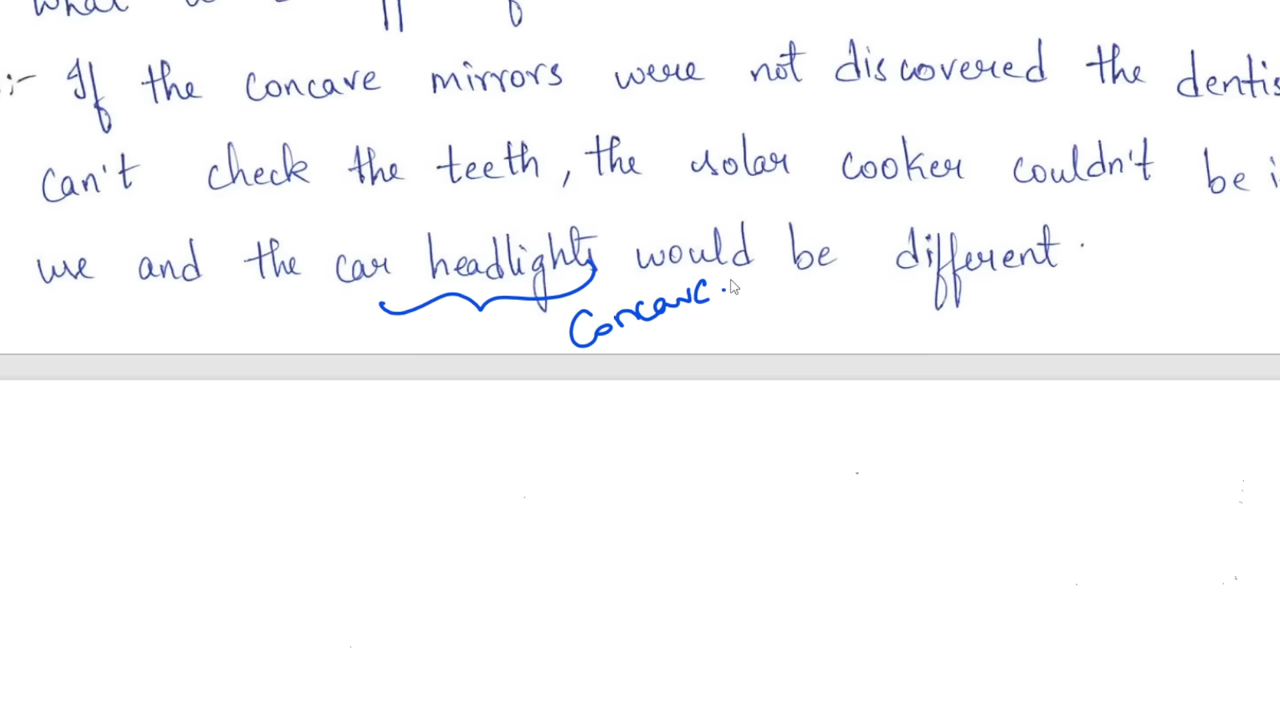 What
:- If the concave mirrors were not discovered the dentis
can't check the teeth, the solar cooker couldn't be i
use and the car headlights would be different.
Concave.